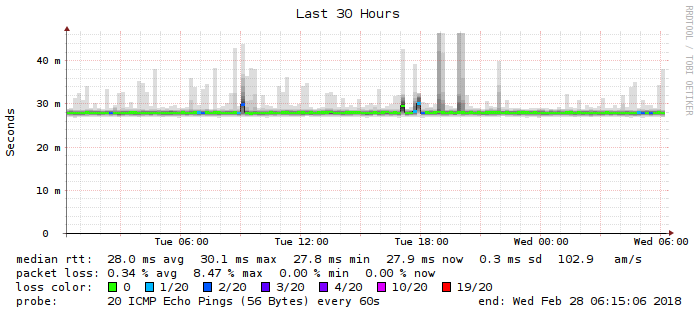 Last 30 Hours
RRDTOOL / TOBI OETIKER
Seconds
40 m
30 m
20 m
10 m
0
Tue 06:00 Tue 12:00 Tue 18:00 Wed 00:00 Wed 06:00
median rtt: 28.0 ms avg 30.1 ms max 27.8 ms min 27.9 ms now 0.3 ms sd 102.9 am/s
packet loss: 0.34 % avg 8.47 % max 0.00 % min 0.00 % now
loss color: 0 1/20 2/20 3/20 4/20 10/20 19/20
probe: 20 ICMP Echo Pings (56 Bytes) every 60s end: Wed Feb 28 06:15:06 2018